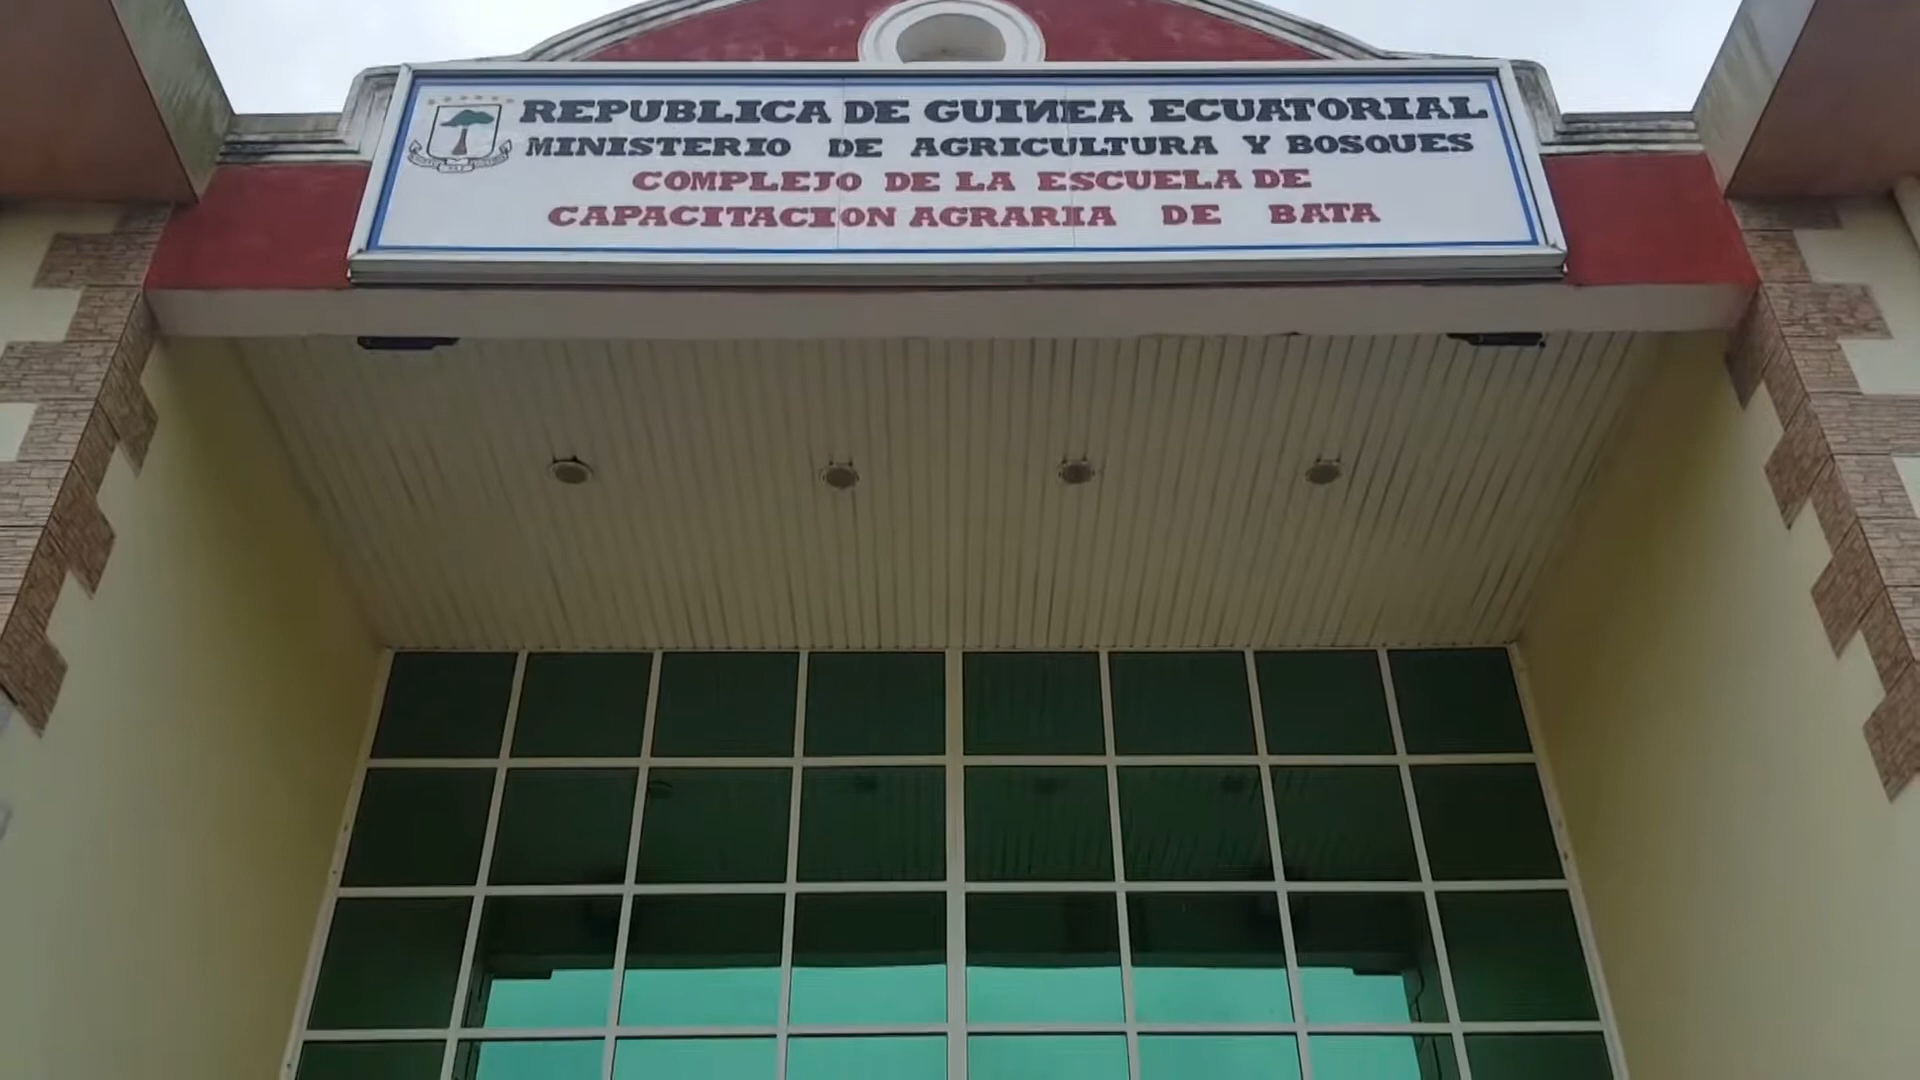 REPUBLICA DE GUINEA ECUATORIAL
MINISTERIO DE AGRICULTURA Y BOSQUES
COMPLEJO DE LA ESCUELA DE
CAPACITACION AGRARIA DE BATA